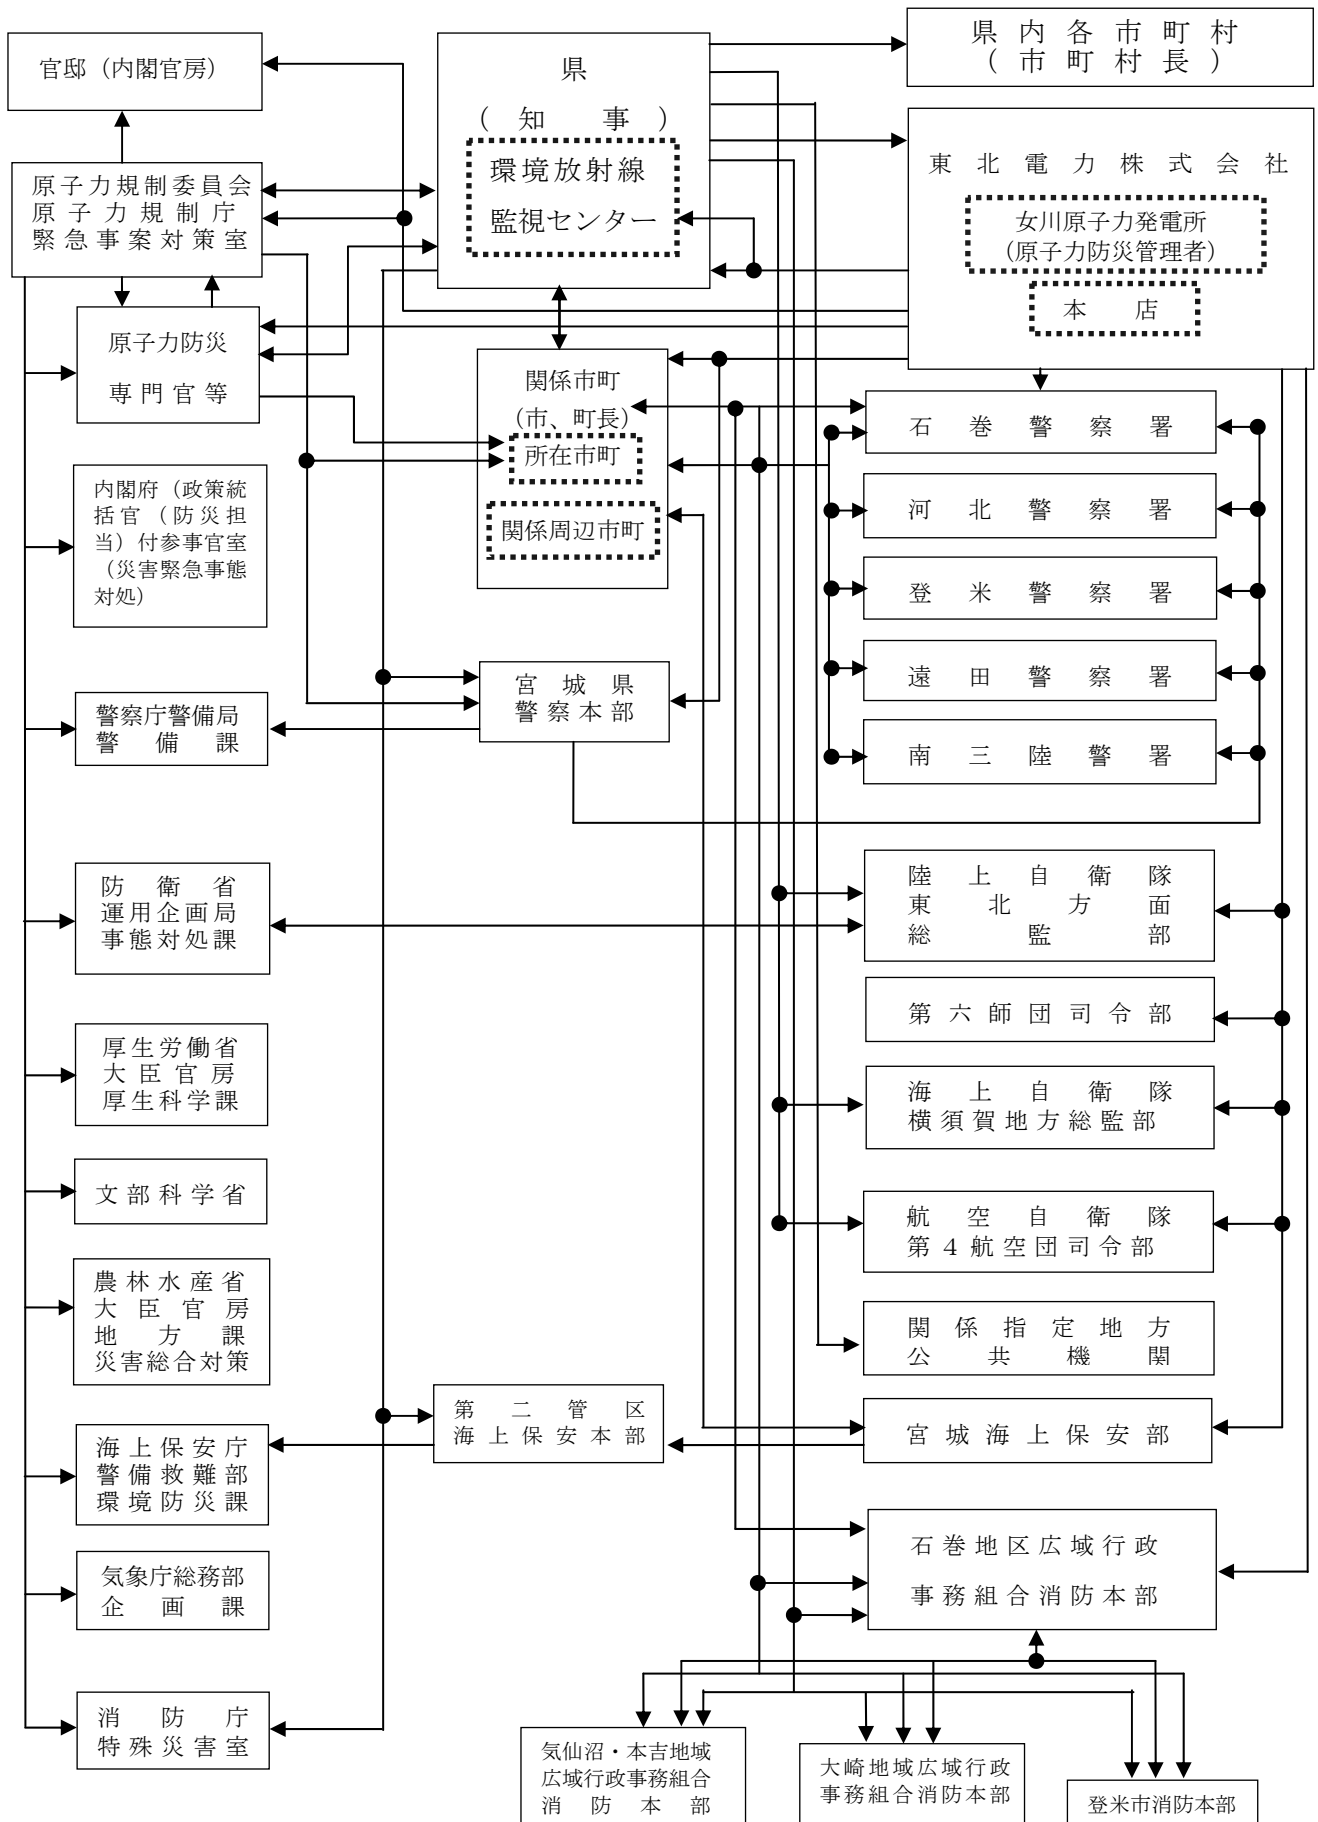 官邸（内閣官房）
原子力規制委員会
原子力規制庁
緊急事案対策室
原子力防災
専門官等
内閣府（政策統
括官（防災担
当）付参事官室
（災害緊急事態
対処）
警察庁警備局
警備課
防衛省
運用企画局
事態対処課
厚生労働省
大臣官房
厚生科学課
文部科学省
農林水産省
大臣官房
地方課
災害総合対策
海上保安庁
警備救難部
環境防災課
気象庁総務部
企画課
消防庁
特殊災害室
県
（知事）
環境放射線
監視センター
関係市町
（市、町長）
所在市町
関係周辺市町
宮城県
警察本部
第二管区
海上保安本部
県内各市町村
（市町村長）
東北電力株式会社
女川原子力発電所
（原子力防災管理者）
本店
石巻警察署
河北警察署
登米警察署
遠田警察署
南三陸警署
陸上自衛隊
東北方面
総監部
第六師団司令部
海上自衛隊
横須賀地方総監部
航空自衛隊
第４航空団司令部
関係指定地方
公共機関
宮城海上保安部
石巻地区広域行政
事務組合消防本部
気仙沼・本吉地域
広域行政事務組合
消防本部
大崎地域広域行政
事務組合消防本部
登米市消防本部